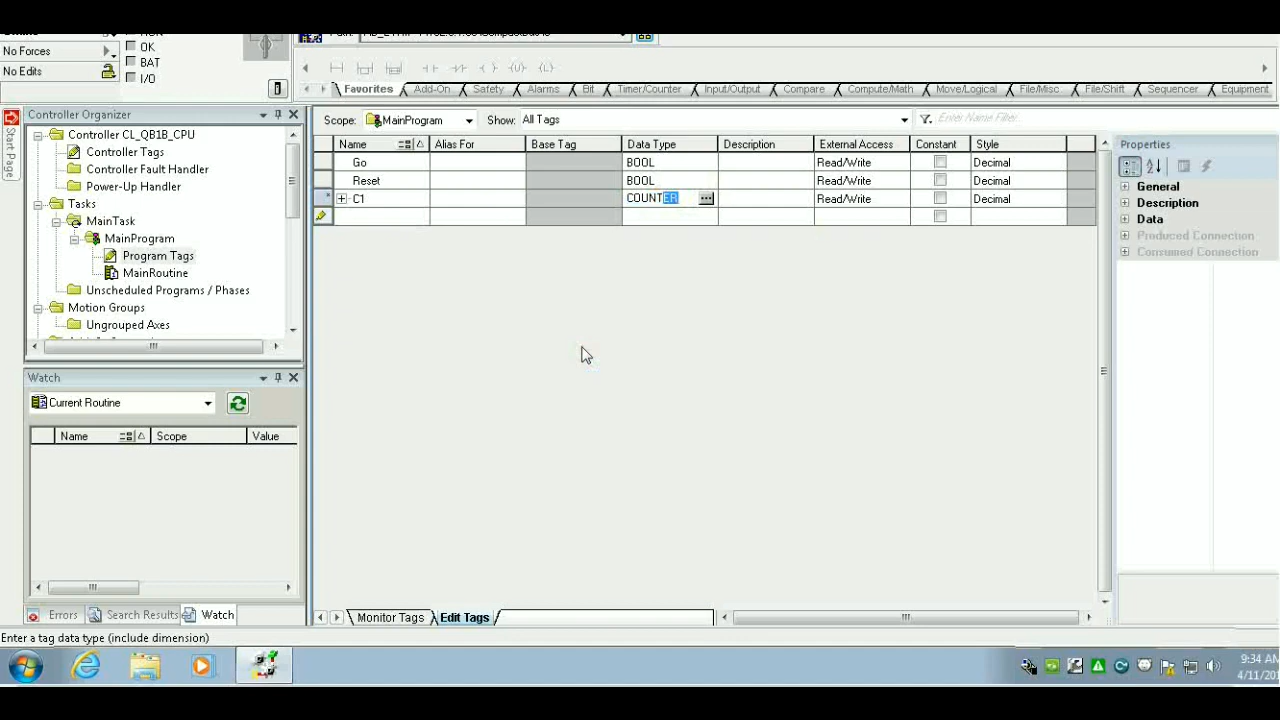 No Forces
OK
No Edits
BAT
I/O
Favorites Add-On Safety Alarms Bit Timer/Counter Input/Output Compare Compute/Math Move/Logical File/Misc File/Shift Sequencer Equipment
Start Page
Controller Organizer
Controller CL_QB1B_CPU
Controller Tags
Controller Fault Handler
Power-Up Handler
Tasks
MainTask
MainProgram
Program Tags
MainRoutine
Unscheduled Programs / Phases
Motion Groups
Ungrouped Axes
Watch
Current Routine
Name Scope Value
Errors Search Results Watch
Scope: MainProgram Show: All Tags Enter Name Filter...
Name Alias For Base Tag Data Type Description External Access Constant Style
Go BOOL Read/Write Decimal
Reset BOOL Read/Write Decimal
C1 COUNTER Read/Write Decimal
Monitor Tags Edit Tags
Properties
General
Description
Data
Produced Connection
Consumed Connection
Enter a tag data type (include dimension)
9:34 AM
4/11/20